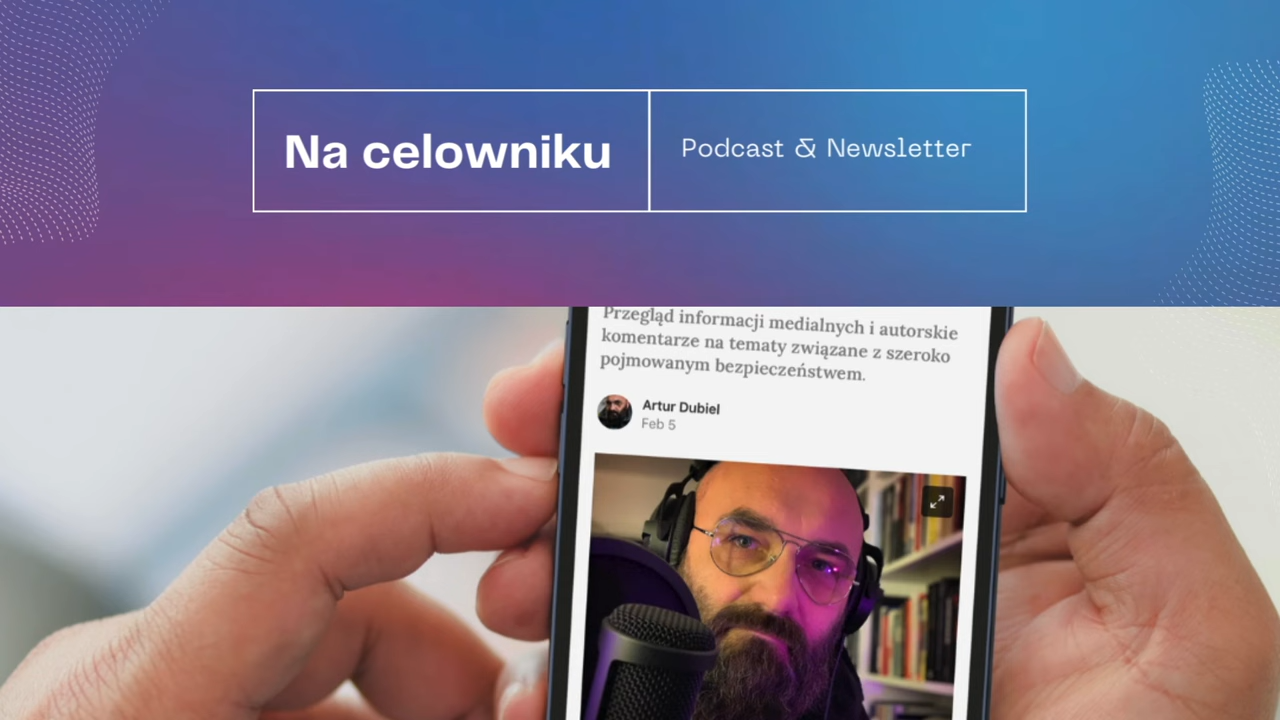 Na celowniku
Podcast & Newsletter
Przegląd informacji medialnych i autorskie
komentarze na tematy związane z szeroko
pojmowanym bezpieczeństwem.
Artur Dubiel
Feb 5